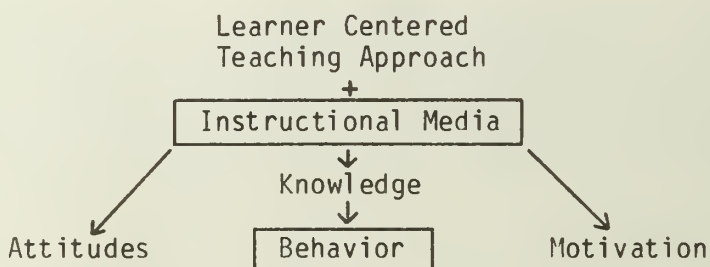 Learner Centered
Teaching Approach
+
Instructional Media
Knowledge
Attitudes Behavior Motivation